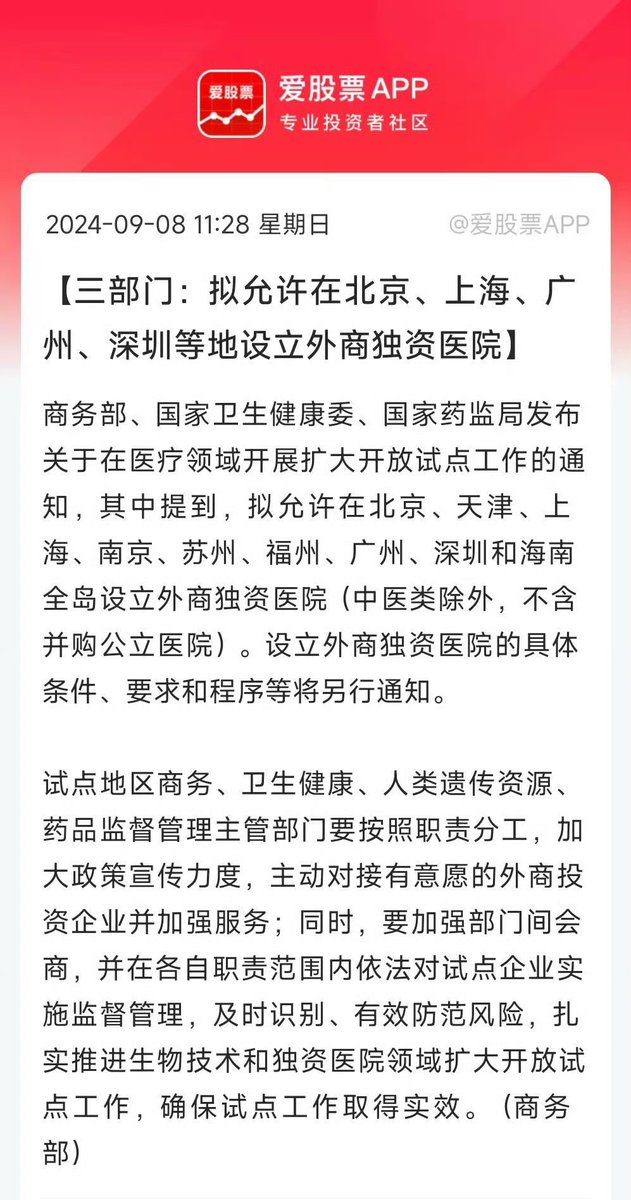 爱股票
爱股票APP
专业投资者社区
2024-09-08 11:28 星期日
@爱股票APP
【三部门：拟允许在北京、上海、广
州、深圳等地设立外商独资医院】
商务部、国家卫生健康委、国家药监局发布
关于在医疗领域开展扩大开放试点工作的通
知，其中提到，拟允许在北京、天津、上
海、南京、苏州、福州、广州、深圳和海南
全岛设立外商独资医院（中医类除外，不含
并购公立医院）。设立外商独资医院的具体
条件、要求和程序等将另行通知。
试点地区商务、卫生健康、人类遗传资源、
药品监督管理主管部门要按照职责分工，加
大政策宣传力度，主动对接有意愿的外商投
资企业并加强服务；同时，要加强部门间会
商，并在各自职责范围内依法对试点企业实
施监督管理，及时识别、有效防范风险，扎
实推进生物技术和独资医院领域扩大开放试
点工作，确保试点工作取得实效。（商务
部）